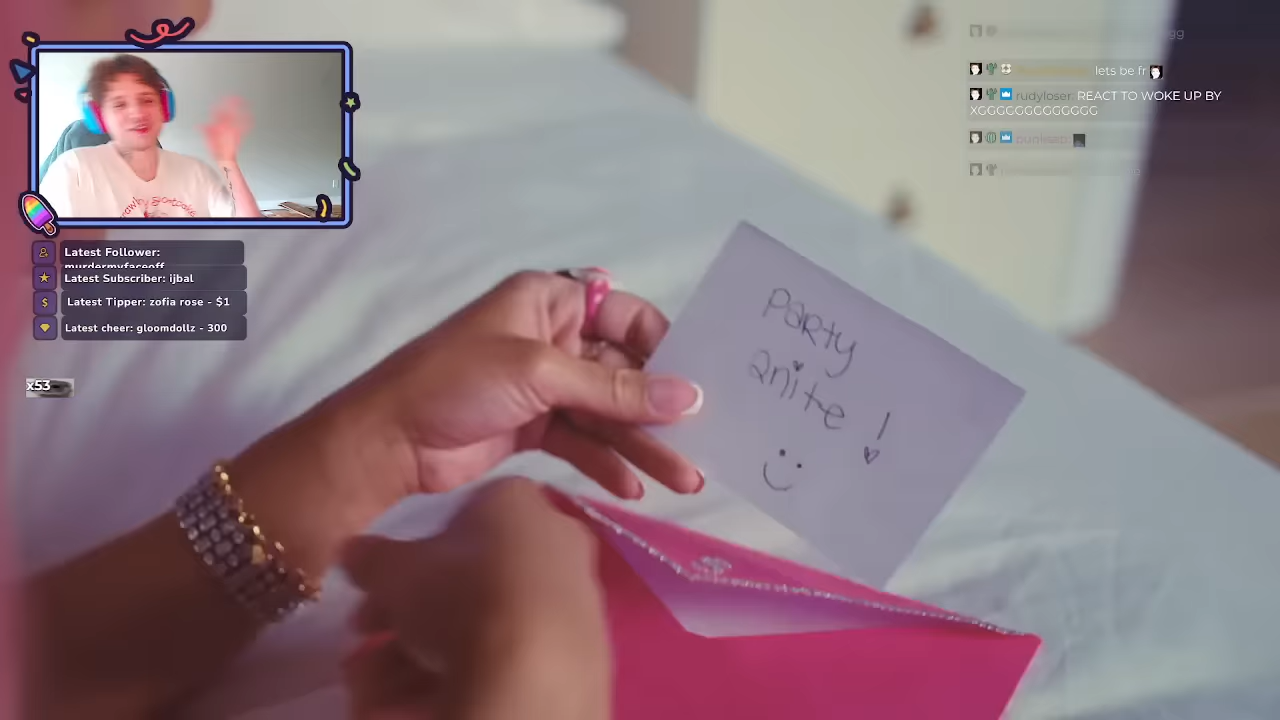 lets be fr
rudyloser: REACT TO WOKE UP BY
XGGGGGGGGGGGGG
Latest Follower:
murdermyfaceoff
Latest Subscriber: ijbal
Latest Tipper: zofia rose - $1
Latest cheer: gloomdollz - 300
x53
Party
2nite !